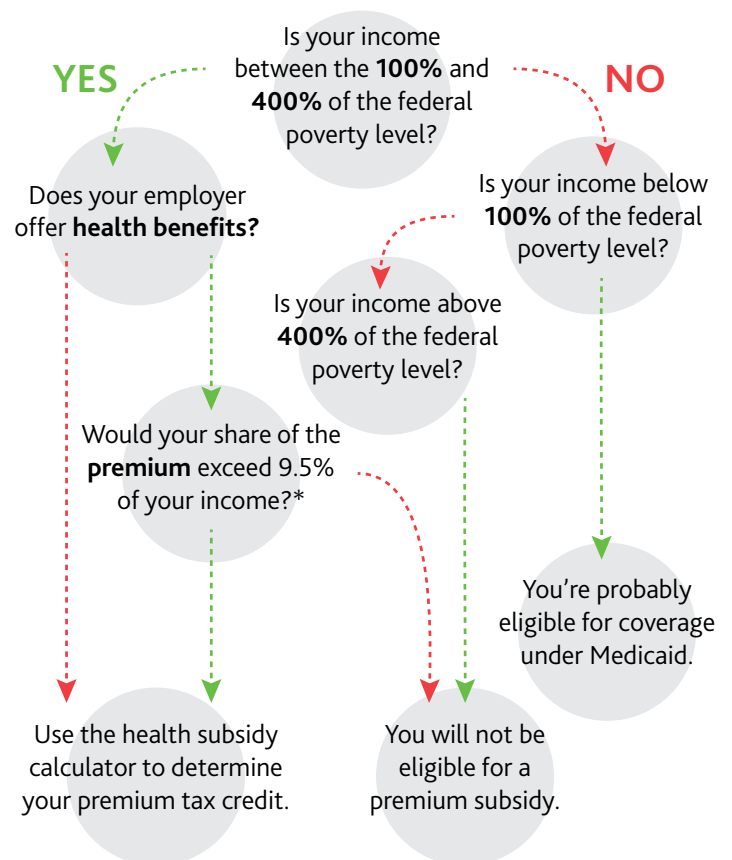 Is your income
between the 100% and
400% of the federal
poverty level?
YES
NO
Does your employer
offer health benefits?
Is your income below
100% of the federal
poverty level?
Is your income above
400% of the federal
poverty level?
Would your share of the
premium exceed 9.5%
of your income?*
You’re probably
eligible for coverage
under Medicaid.
Use the health subsidy
calculator to determine
your premium tax credit.
You will not be
eligible for a
premium subsidy.